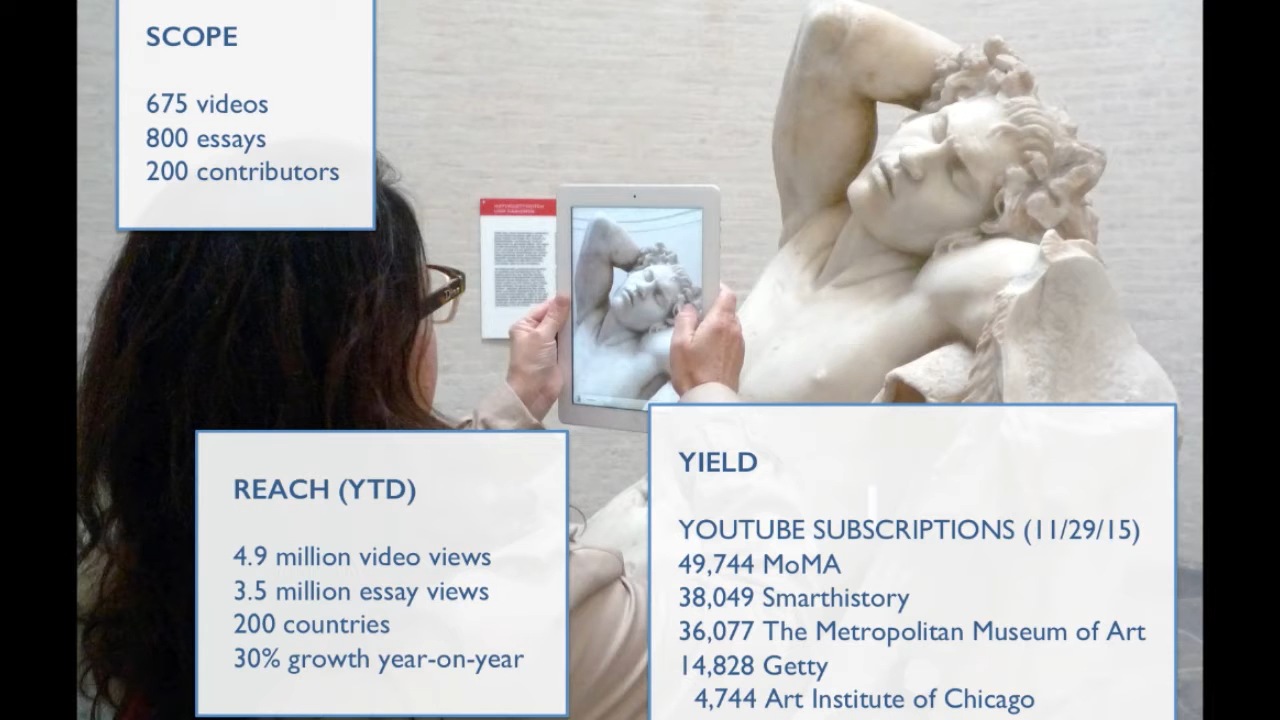 SCOPE
675 videos
800 essays
200 contributors
REACH (YTD)
4.9 million video views
3.5 million essay views
200 countries
30% growth year-on-year
YIELD
YOUTUBE SUBSCRIPTIONS (11/29/15)
49,744 MoMA
38,049 Smarthistory
36,077 The Metropolitan Museum of Art
14,828 Getty
4,744 Art Institute of Chicago